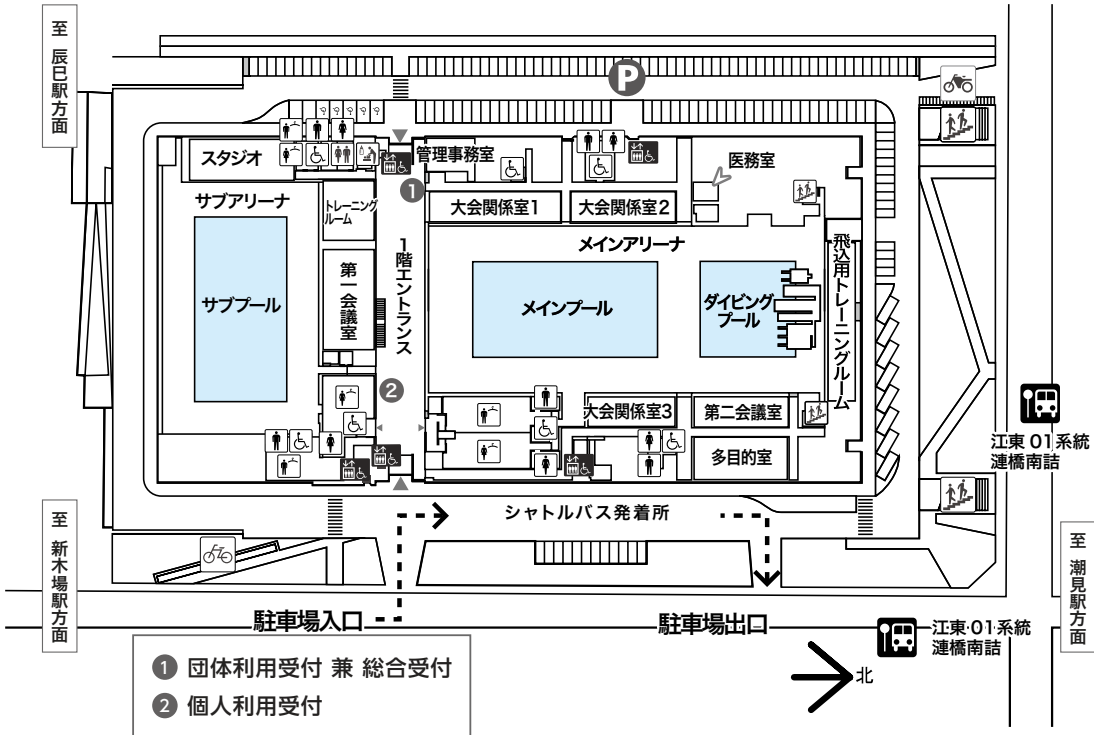 至 辰巳駅方面
P
スタジオ
管理事務室
医務室
1
サブアリーナ
トレーニング
ルーム
大会関係室1
大会関係室2
メインアリーナ
1階エントランス
飛込用トレーニングルーム
第一会議室
サブプール
メインプール
ダイビング
プール
2
大会関係室3
第二会議室
多目的室
江東 01 系統
漣橋南詰
シャトルバス発着所
至 新木場駅方面
至 潮見駅方面
駐車場入口
駐車場出口
江東 01 系統
漣橋南詰
1 団体利用受付 兼 総合受付
2 個人利用受付
北